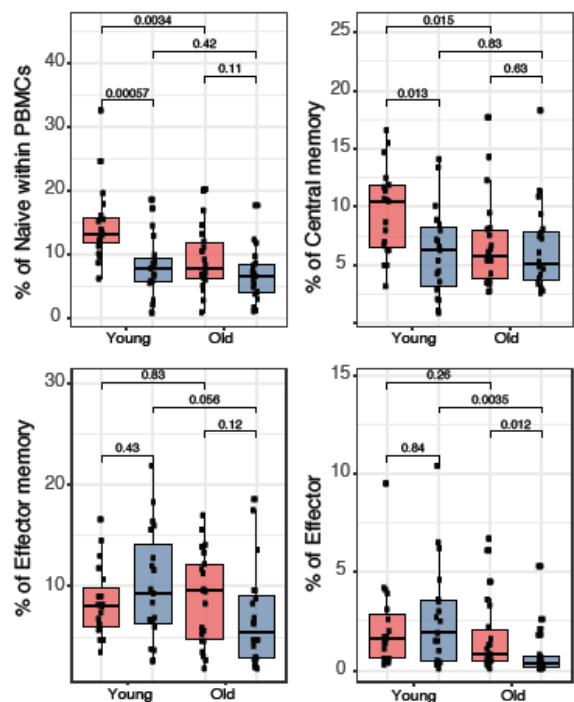 % of Naive within PBMCs
40
30
20
10
0
0.0034
0.42
0.11
0.00057
Young
Old
% of Central memory
25
20
15
10
5
0.015
0.83
0.63
0.013
Young
Old
% of Effector memory
30
20
10
0.83
0.056
0.12
0.43
Young
Old
% of Effector
15
10
5
0
0.26
0.0035
0.012
0.84
Young
Old